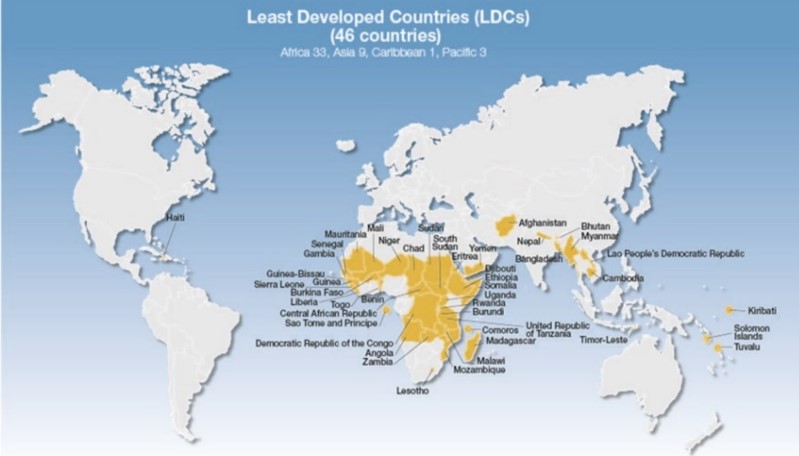 Least Developed Countries (LDCs)
(46 countries)
Africa 33, Asia 9, Caribbean 1, Pacific 3
Haiti
Mauritania
Mali
Sudan
Senegal
Niger
Chad
South
Sudan
Yemen
Gambia
Eritrea
Afghanistan
Bhutan
Nepal
Myanmar
Bangladesh
Lao People's Democratic Republic
Cambodia
Guinea-Bissau
Guinea
Sierra Leone
Burkina Faso
Liberia
Togo
Benin
Central African Republic
Sao Tome and Principe
Djibouti
Ethiopia
Somalia
Uganda
Rwanda
Burundi
Democratic Republic of the Congo
Angola
Zambia
Comoros
United Republic
of Tanzania
Madagascar
Malawi
Mozambique
Lesotho
Timor-Leste
Kiribati
Solomon
Islands
Tuvalu